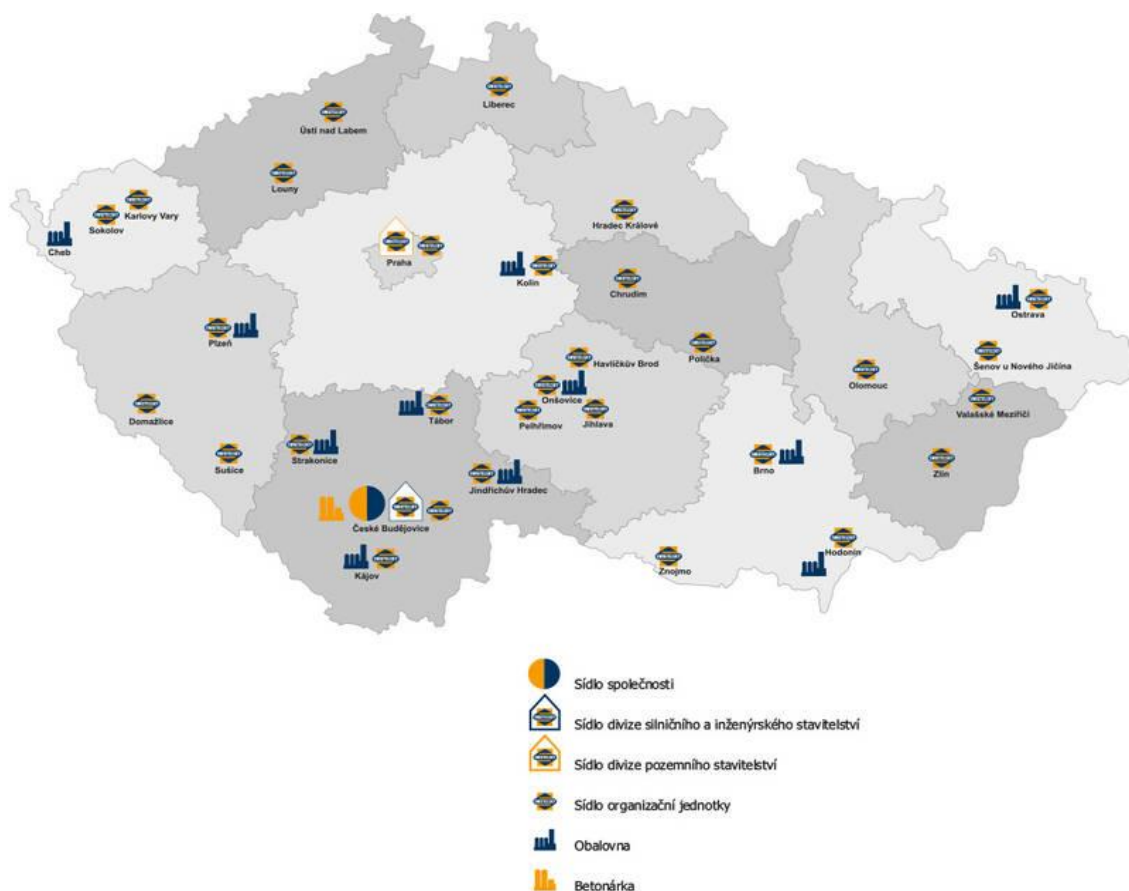 Liberec
Ústí nad Labem
Louny
Karlovy Vary
Sokolov
Cheb
Hradec Králové
Praha
Kolín
Chrudim
Ostrava
Plzeň
Polička
Havlíčkův Brod
Šenov u Nového Jičína
Olomouc
Onšovice
Valašské Meziříčí
Domažlice
Tábor
Pelhřimov
Jihlava
Strakonice
Sušice
Brno
Zlín
Jindřichův Hradec
České Budějovice
Hodonín
Znojmo
Kájov
Sídlo společnosti
Sídlo divize silničního a inženýrského stavitelství
Sídlo divize pozemního stavitelství
Sídlo organizační jednotky
Obalovna
Betonárka